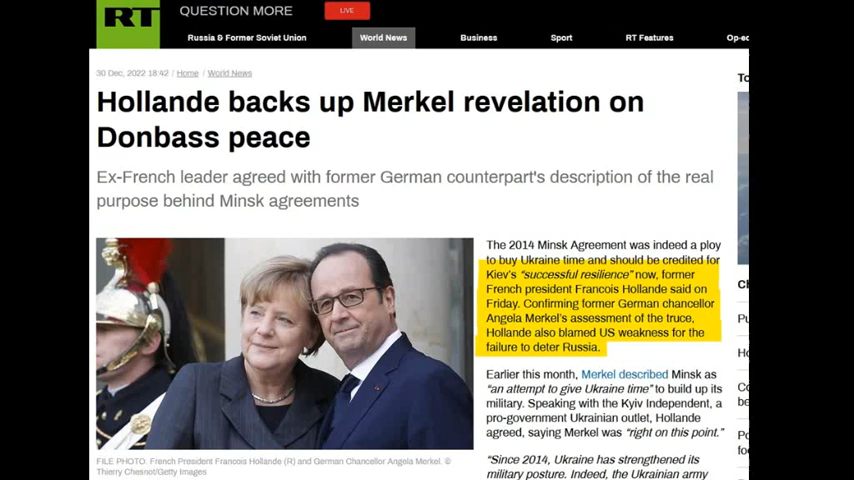 RT
QUESTION MORE
LIVE
Russia & Former Soviet Union
World News
Business
Sport
RT Features
Op-ed
30 Dec, 2022 18:42 / Home / World News
To
Hollande backs up Merkel revelation on
Donbass peace
Ex-French leader agreed with former German counterpart's description of the real
purpose behind Minsk agreements
The 2014 Minsk Agreement was indeed a ploy
to buy Ukraine time and should be credited for
Kiev's "successful resilience" now, former
French president Francois Hollande said on
Friday. Confirming former German chancellor
Angela Merkel's assessment of the truce,
Hollande also blamed US weakness for the
failure to deter Russia.
Earlier this month, Merkel described Minsk as
"an attempt to give Ukraine time" to build up its
military. Speaking with the Kyiv Independent, a
pro-government Ukrainian outlet, Hollande
agreed, saying Merkel was "right on this point."
"Since 2014, Ukraine has strengthened its
military posture. Indeed, the Ukrainian army
FILE PHOTO. French President Francois Hollande (R) and German Chancellor Angela Merkel. ©
Thierry Chesnot/Getty Images